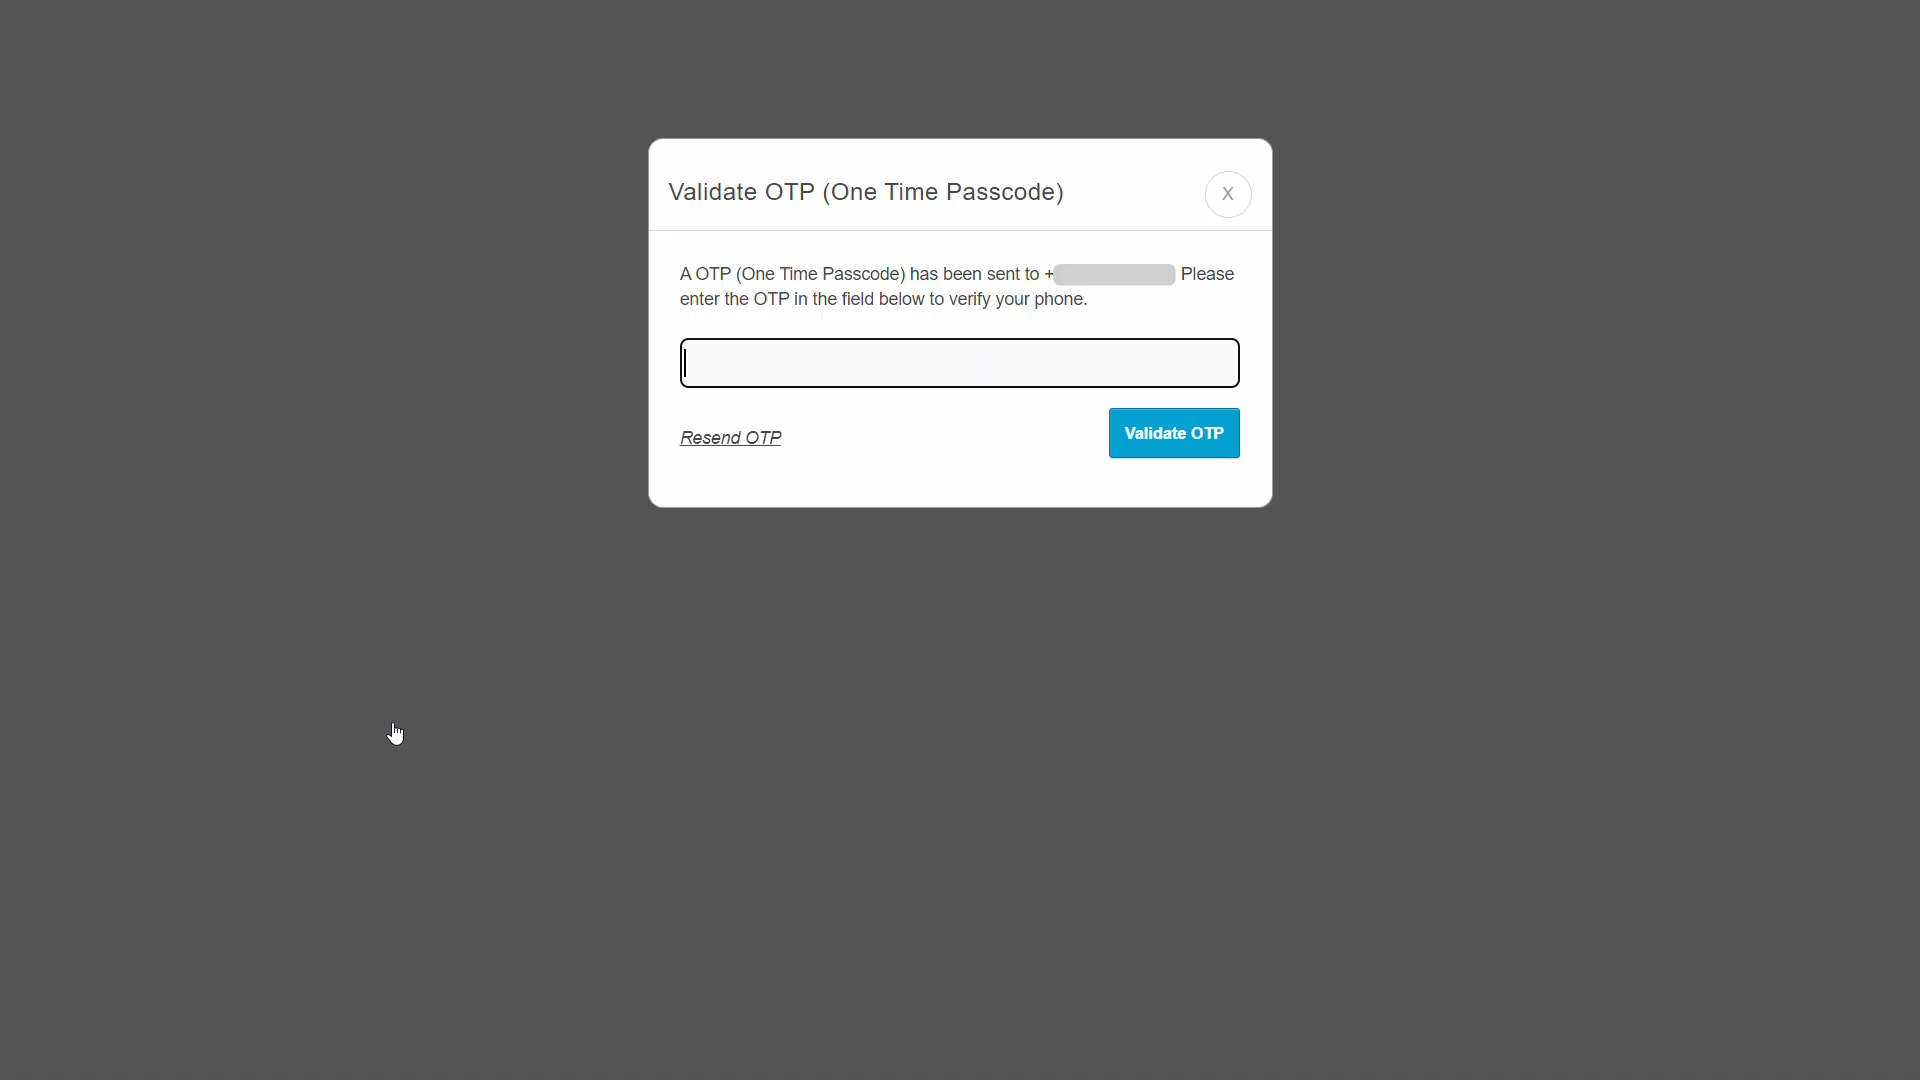 Validate OTP (One Time Passcode)
X
A OTP (One Time Passcode) has been sent to + Please
enter the OTP in the field below to verify your phone.
Resend OTP
Validate OTP